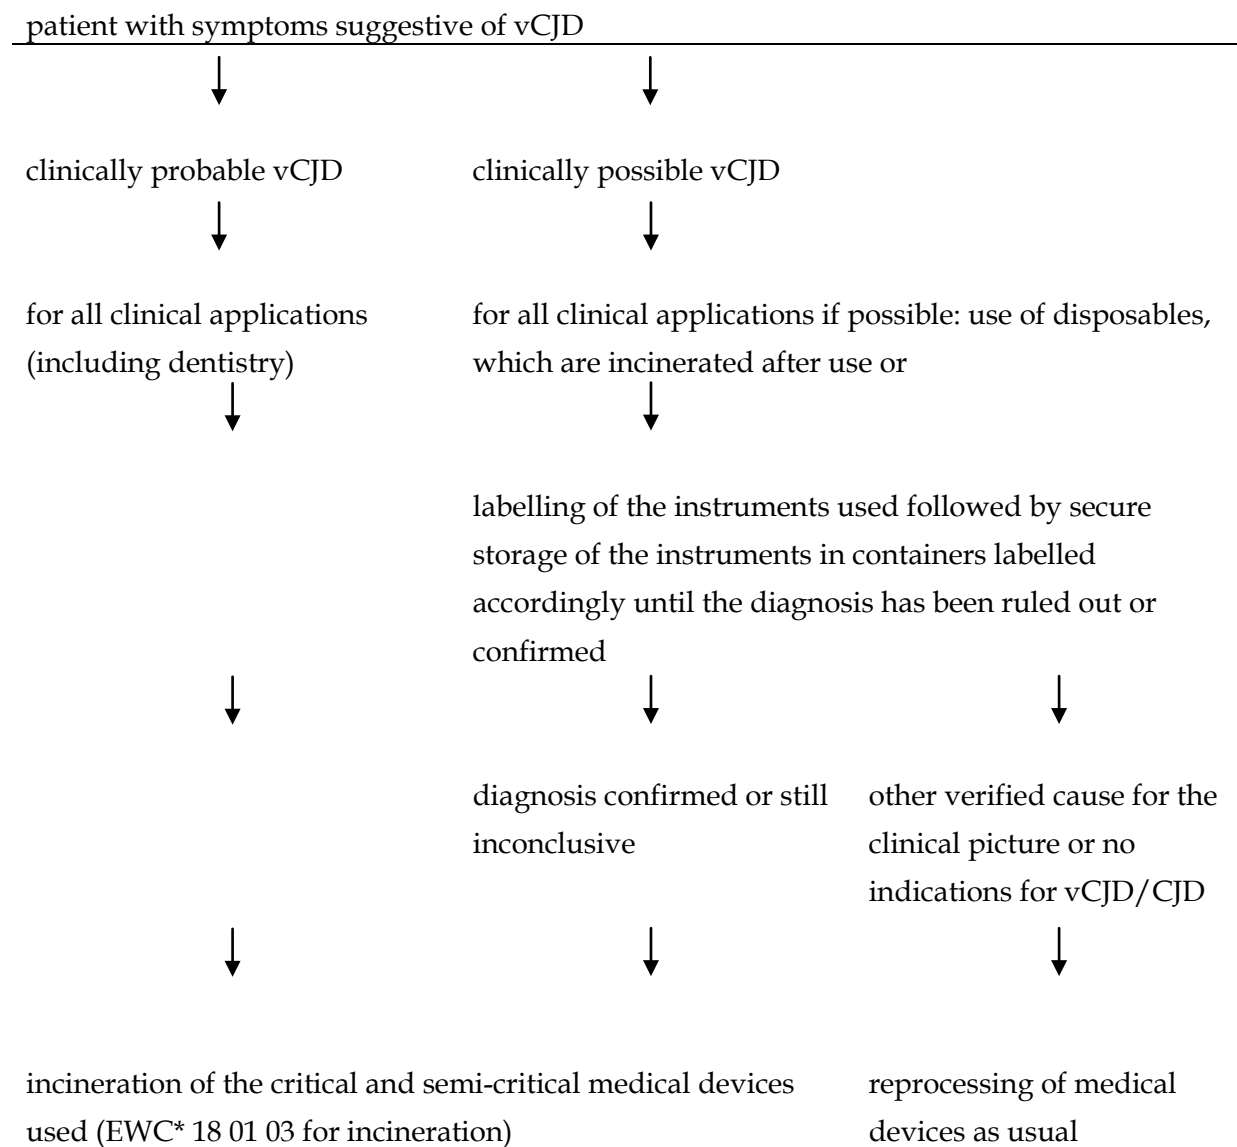 patient with symptoms suggestive of vCJD
clinically probable vCJD
clinically possible vCJD
for all clinical applications
(including dentistry)
for all clinical applications if possible: use of disposables,
which are incinerated after use or
labelling of the instruments used followed by secure
storage of the instruments in containers labelled
accordingly until the diagnosis has been ruled out or
confirmed
diagnosis confirmed or still
inconclusive
other verified cause for the
clinical picture or no
indications for vCJD/CJD
incineration of the critical and semi-critical medical devices
used (EWC* 18 01 03 for incineration)
reprocessing of medical
devices as usual